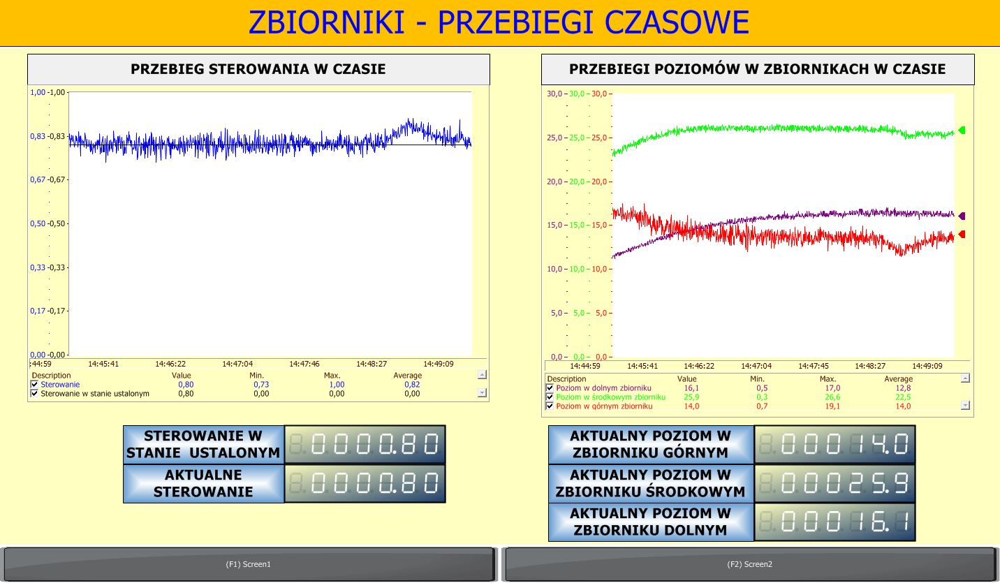 ZBIORNIKI - PRZEBIEGI CZASOWE
PRZEBIEG STEROWANIA W CZASIE
1,00 -1,00
0,83 -0,83
0,67 -0,67
0,50 -0,50
0,33 -0,33
0,17 -0,17
0,00 -0,00
:44:59 14:45:41 14:46:22 14:47:04 14:47:46 14:48:27 14:49:09
Description Value Min. Max. Average
Sterowanie 0,80 0,73 1,00 0,82
Sterowanie w stanie ustalonym 0,80 0,00 0,00 0,00
STEROWANIE W
STANIE USTALONYM
0000.80
AKTUALNE
STEROWANIE
0000.80
PRZEBIEGI POZIOMÓW W ZBIORNIKACH W CZASIE
30,0 30,0 30,0
25,0 25,0 25,0
20,0 20,0 20,0
15,0 15,0 15,0
10,0 10,0 10,0
5,0 5,0 5,0
0,0 0,0 0,0
14:44:59 14:45:41 14:46:22 14:47:04 14:47:45 14:48:27 14:49:09
Description Value Min. Max. Average
Poziom w dolnym zbiorniku 16,1 0,5 17,0 12,8
Poziom w środkowym zbiorniku 25,9 0,3 26,6 22,5
Poziom w górnym zbiorniku 14,0 0,7 19,1 14,0
AKTUALNY POZIOM W
ZBIORNIKU GÓRNYM
00014.0
AKTUALNY POZIOM W
ZBIORNIKU ŚRODKOWYM
00025.9
AKTUALNY POZIOM W
ZBIORNIKU DOLNYM
00016.1
(F1) Screen1
(F2) Screen2